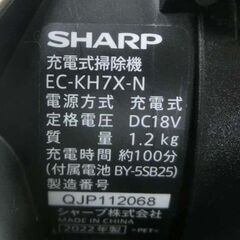 SHARP
充電式掃除機
EC-KH7X-N
電源方式 充電式
定格電圧 DC18V
質量 1.2kg
充電時間 約100分
(付属電池 BY-5SB25)
製造番号
QJP112068
シャープ株式会社
2022年製 >PET<